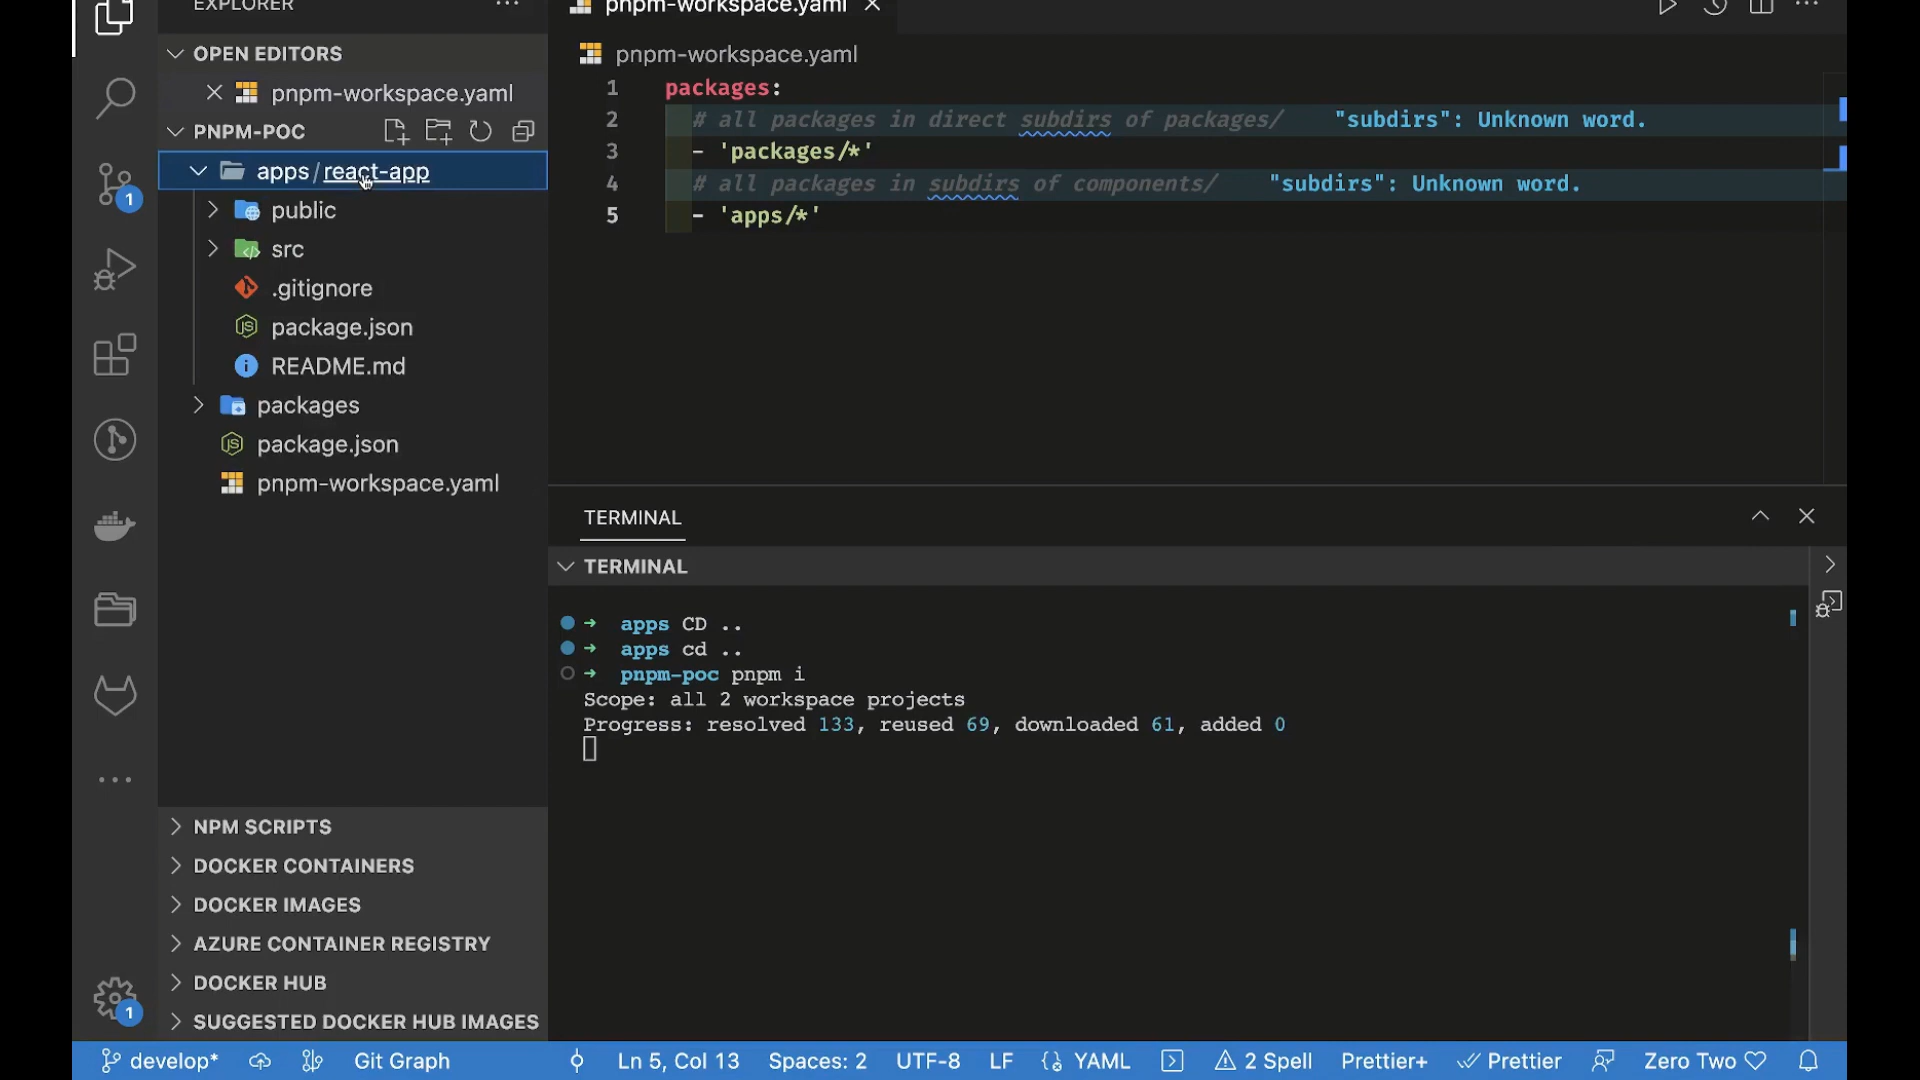 EXPLORER
OPEN EDITORS
pnpm-workspace.yaml
PNPM-POC
apps / react-app
public
src
.gitignore
package.json
README.md
packages
package.json
pnpm-workspace.yaml
NPM SCRIPTS
DOCKER CONTAINERS
DOCKER IMAGES
AZURE CONTAINER REGISTRY
DOCKER HUB
SUGGESTED DOCKER HUB IMAGES
1
1
pnpm-workspace.yaml
pnpm-workspace.yaml
1 packages:
2 # all packages in direct subdirs of packages/ "subdirs": Unknown word.
3 - 'packages/*'
4 # all packages in subdirs of components/ "subdirs": Unknown word.
5 - 'apps/*'
TERMINAL
TERMINAL
➜ apps CD ..
➜ apps cd ..
➜ pnpm-poc pnpm i
Scope: all 2 workspace projects
Progress: resolved 133, reused 69, downloaded 61, added 0
develop* Git Graph Ln 5, Col 13 Spaces: 2 UTF-8 LF YAML 2 Spell Prettier+ Prettier Zero Two